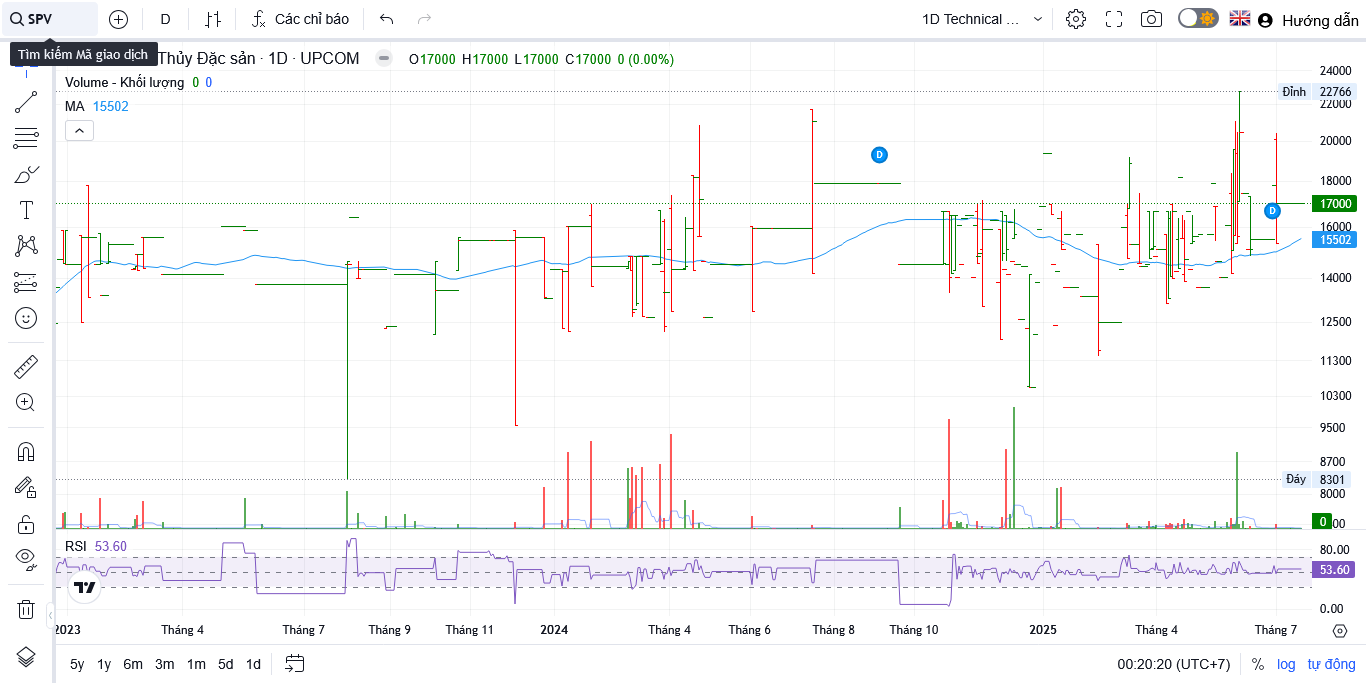 SPV D Các chỉ báo 1D Technical ... Hướng dẫn
Tìm kiếm Mã giao dịch
Thủy Đặc sản · 1D · UPCOM O17000 H17000 L17000 C17000 0 (0.00%)
Volume - Khối lượng 0 0
MA 15502
24000
Đỉnh 22766
22000
20000
18000
17000
16000
15502
14000
12500
11300
10300
9500
8700
Đáy 8301
8000
0
00
D
D
RSI 53.60
80.00
53.60
0.00
2023 Tháng 4 Tháng 7 Tháng 9 Tháng 11 2024 Tháng 4 Tháng 6 Tháng 8 Tháng 10 2025 Tháng 4 Tháng 7
5y 1y 6m 3m 1m 5d 1d 00:20:20 (UTC+7) % log tự động